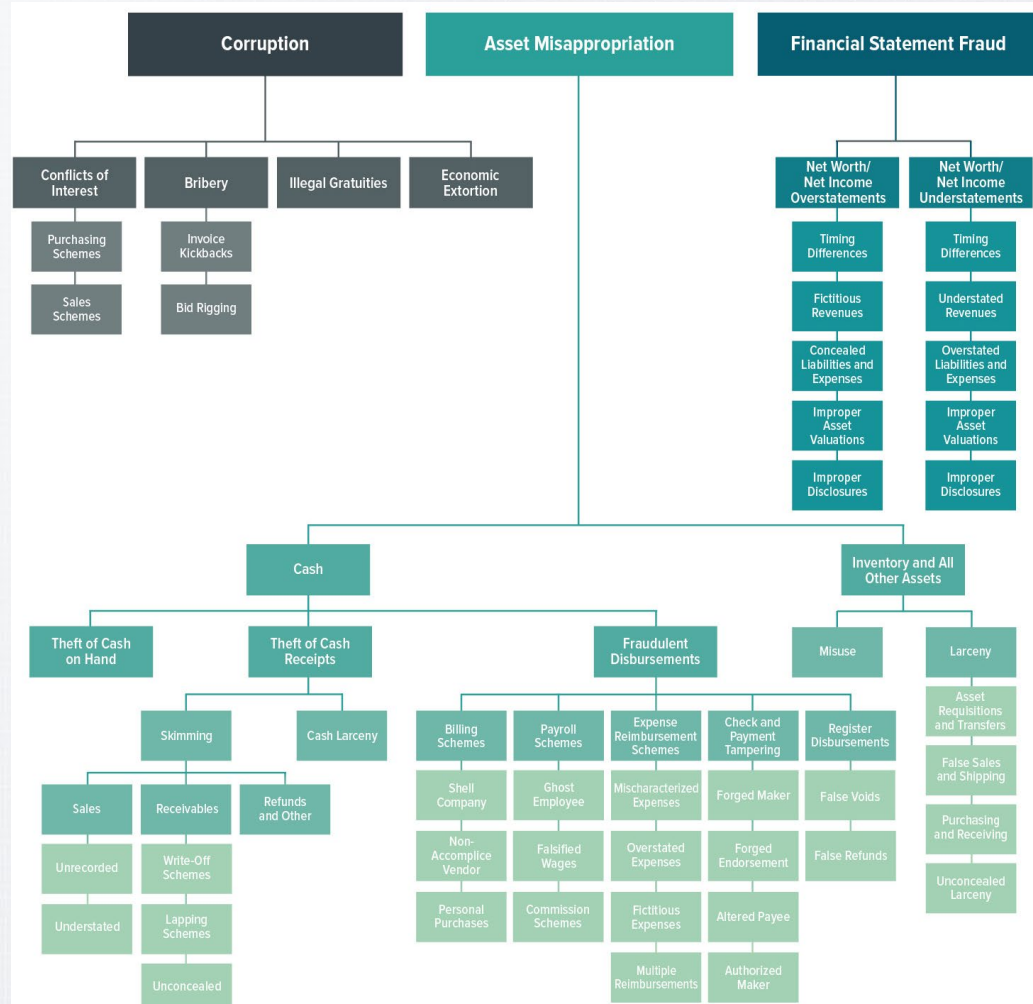 Corruption
Asset Misappropriation
Financial Statement Fraud
Conflicts of
Interest
Bribery
Illegal Gratuities
Economic
Extortion
Purchasing
Schemes
Sales
Schemes
Invoice
Kickbacks
Bid Rigging
Net Worth/
Net Income
Overstatements
Net Worth/
Net Income
Understatements
Timing
Differences
Fictitious
Revenues
Concealed
Liabilities and
Expenses
Improper
Asset
Valuations
Improper
Disclosures
Timing
Differences
Understated
Revenues
Overstated
Liabilities and
Expenses
Improper
Asset
Valuations
Improper
Disclosures
Cash
Inventory and All
Other Assets
Theft of Cash
on Hand
Theft of Cash
Receipts
Fraudulent
Disbursements
Misuse
Larceny
Skimming
Cash Larceny
Sales
Unrecorded
Understated
Receivables
Write-Off
Schemes
Lapping
Schemes
Unconcealed
Refunds
and Other
Billing
Schemes
Shell
Company
Non-
Accomplice
Vendor
Personal
Purchases
Payroll
Schemes
Ghost
Employee
Falsified
Wages
Commission
Schemes
Expense
Reimbursement
Schemes
Mischaracterized
Expenses
Overstated
Expenses
Fictitious
Expenses
Multiple
Reimbursements
Check and
Payment
Tampering
Forged Maker
Forged
Endorsement
Altered Payee
Authorized
Maker
Register
Disbursements
False Voids
False Refunds
Asset
Requisitions
and Transfers
False Sales
and Shipping
Purchasing
and Receiving
Unconcealed
Larceny